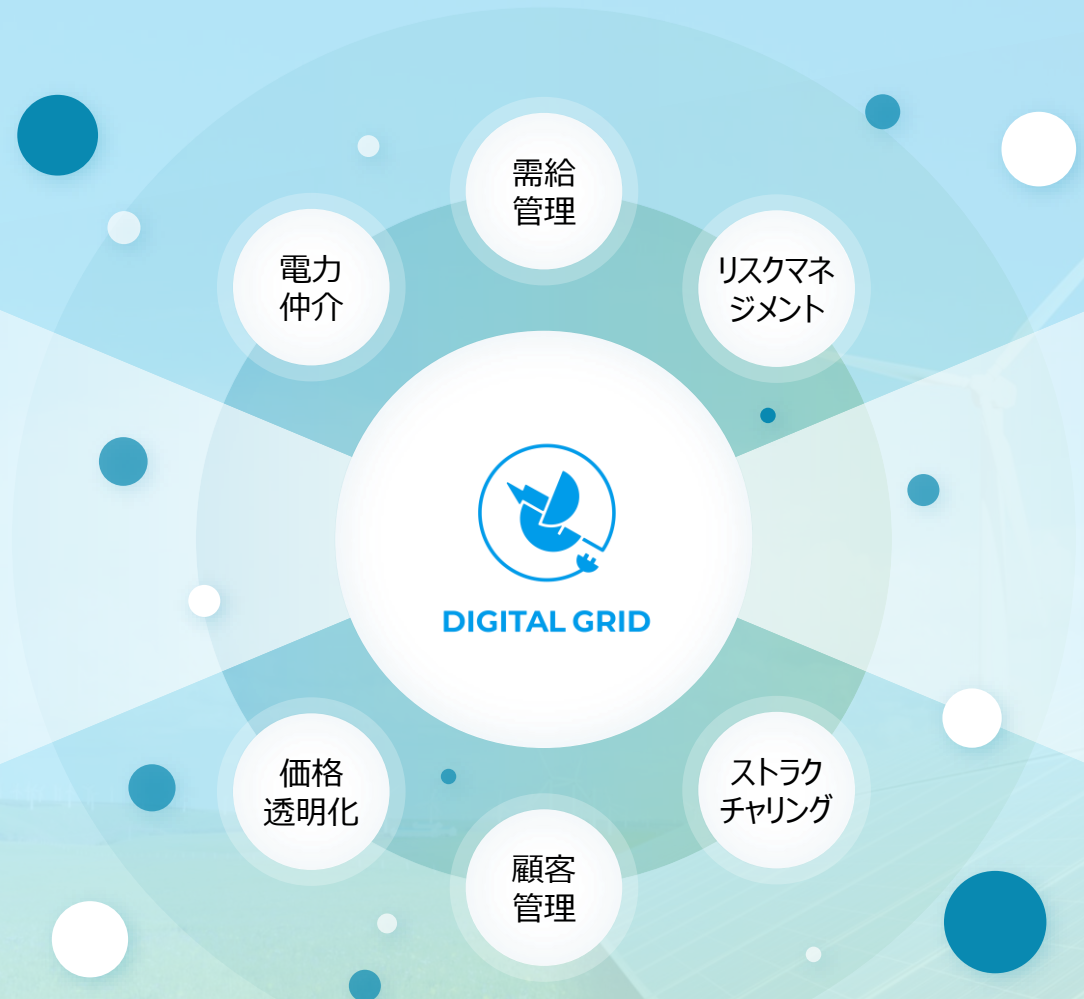 需給
管理
電力
仲介
リスクマネ
ジメント
DIGITAL GRID
価格
透明化
ストラク
チャリング
顧客
管理